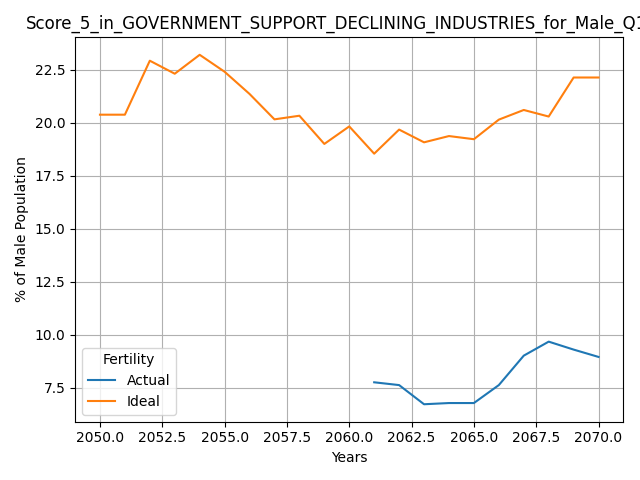 Score_5_in_GOVERNMENT_SUPPORT_DECLINING_INDUSTRIES_for_Male_Q1
22.5
20.0
17.5
15.0
12.5
10.0
7.5
% of Male Population
Fertility
Actual
Ideal
2050.0 2052.5 2055.0 2057.5 2060.0 2062.5 2065.0 2067.5 2070.0
Years